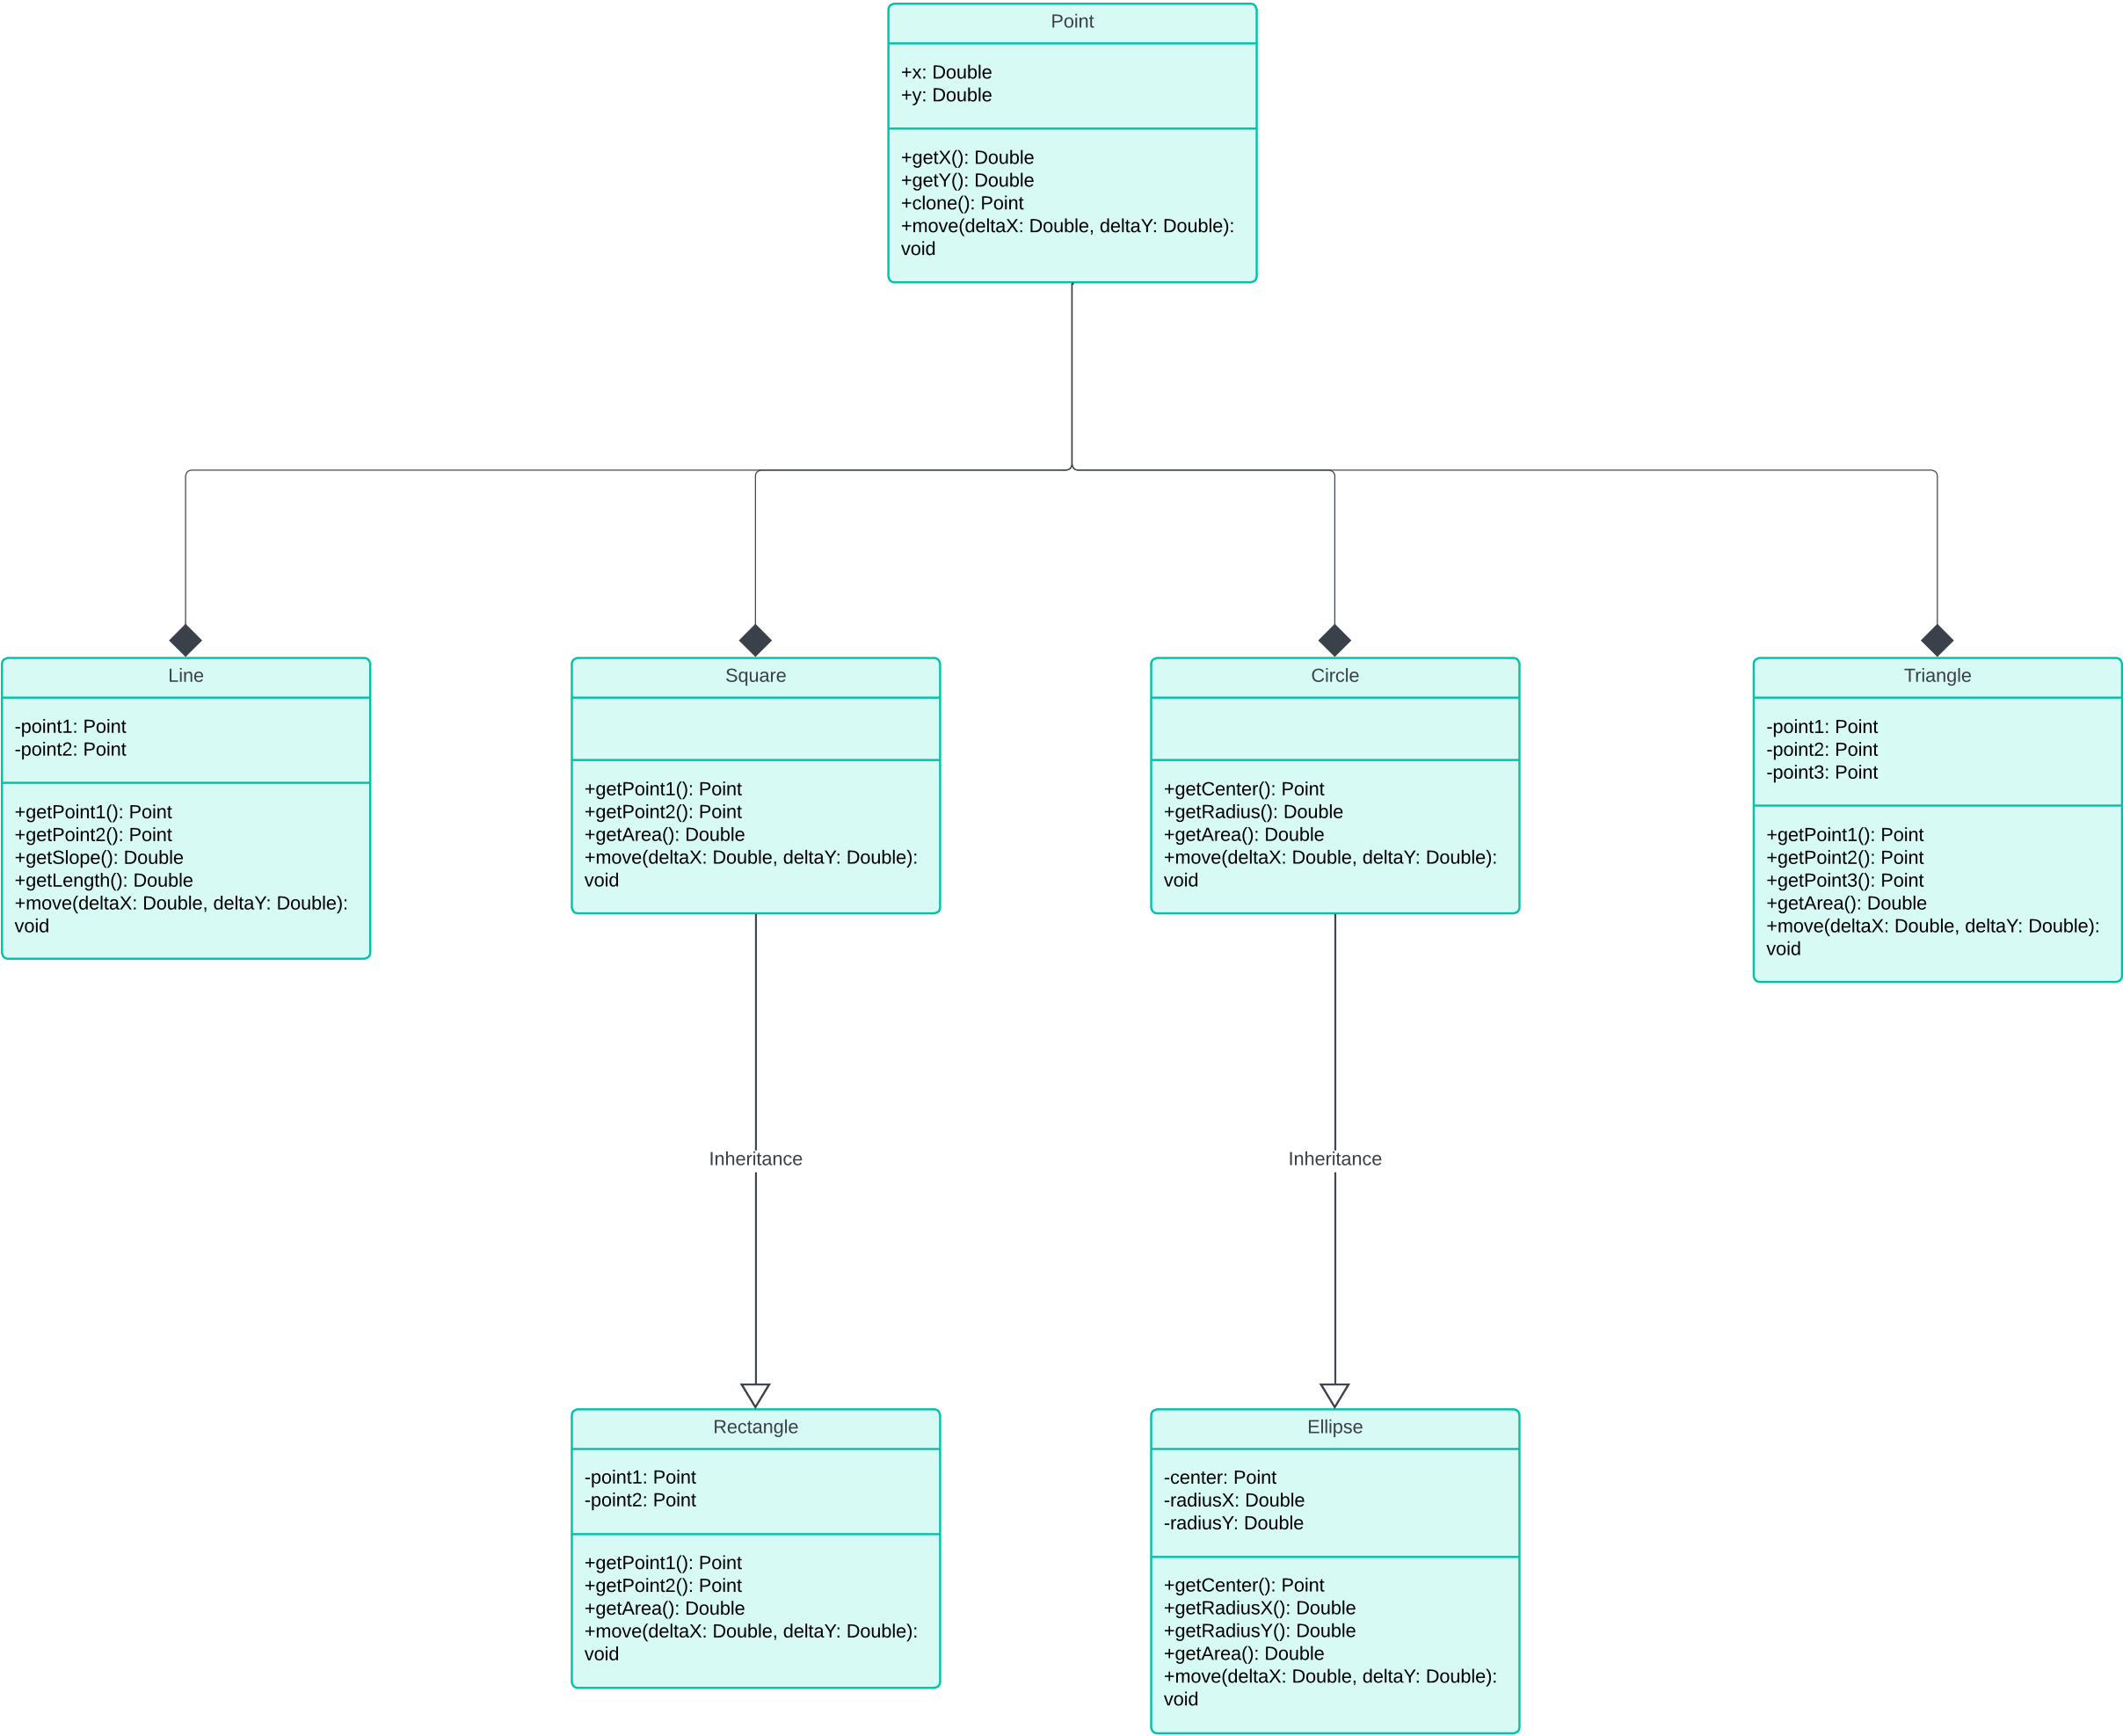 Point
+x: Double
+y: Double
+getX(): Double
+getY(): Double
+clone(): Point
+move(deltaX: Double, deltaY: Double):
void
Line
-point1: Point
-point2: Point
+getPoint1(): Point
+getPoint2(): Point
+getSlope(): Double
+getLength(): Double
+move(deltaX: Double, deltaY: Double):
void
Square
+getPoint1(): Point
+getPoint2(): Point
+getArea(): Double
+move(deltaX: Double, deltaY: Double):
void
Circle
+getCenter(): Point
+getRadius(): Double
+getArea(): Double
+move(deltaX: Double, deltaY: Double):
void
Triangle
-point1: Point
-point2: Point
-point3: Point
+getPoint1(): Point
+getPoint2(): Point
+getPoint3(): Point
+getArea(): Double
+move(deltaX: Double, deltaY: Double):
void
Inheritance
Inheritance
Rectangle
-point1: Point
-point2: Point
+getPoint1(): Point
+getPoint2(): Point
+getArea(): Double
+move(deltaX: Double, deltaY: Double):
void
Ellipse
-center: Point
-radiusX: Double
-radiusY: Double
+getCenter(): Point
+getRadiusX(): Double
+getRadiusY(): Double
+getArea(): Double
+move(deltaX: Double, deltaY: Double):
void